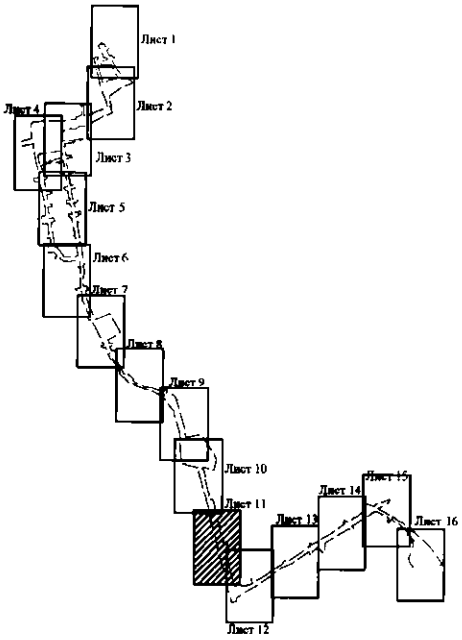 Лист 1
Лист 2
Лист 4
Лист 3
Лист 5
Лист 6
Лист 7
Лист 8
Лист 9
Лист 10
Лист 11
Лист 15
Лист 14
Лист 13
Лист 16
Лист 12